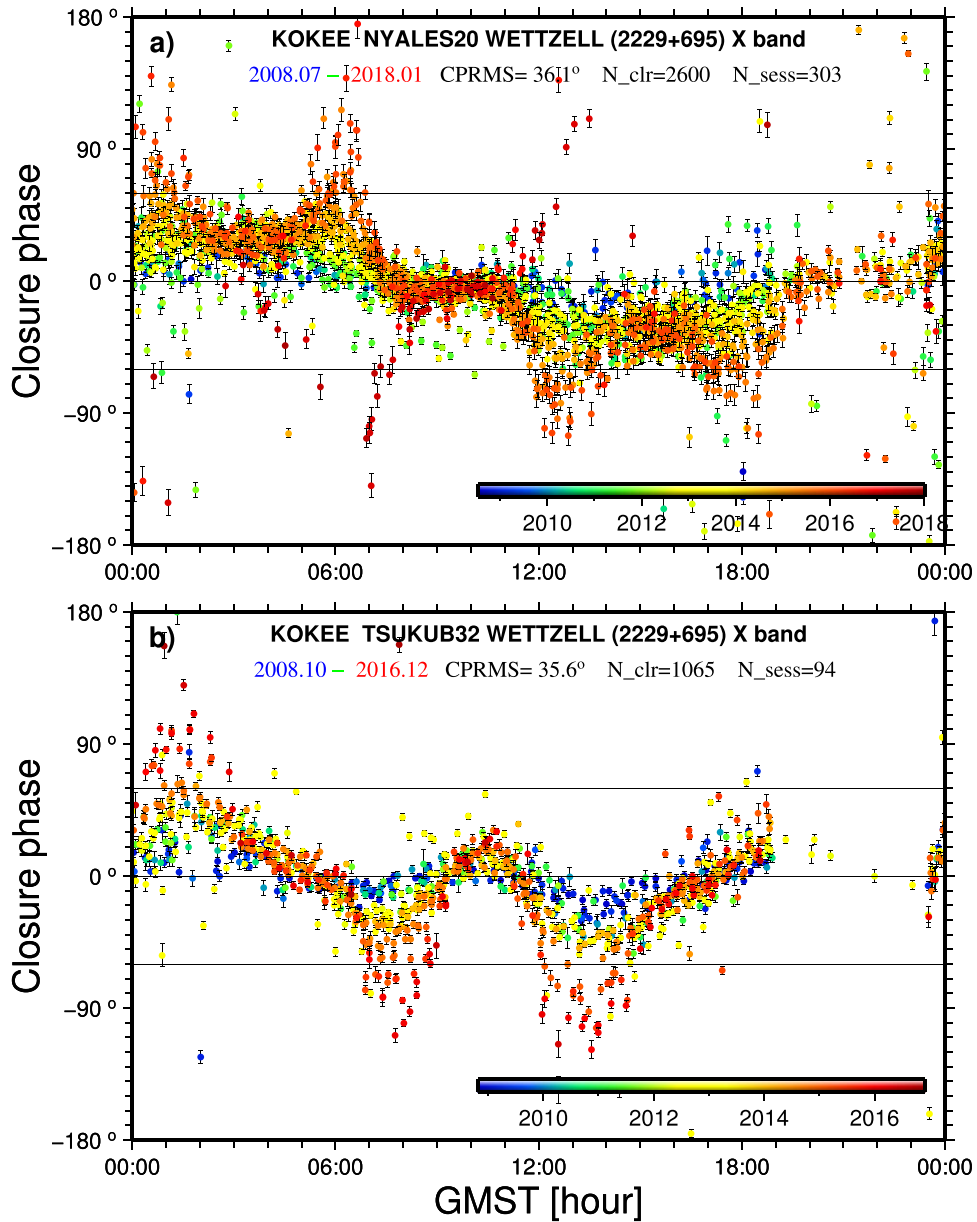 180 °
a)
KOKEE NYALES20 WETTZELL (2229+695) X band
2008.07 – 2018.01 CPRMS= 36.1° N_clr=2600 N_sess=303
90 °
Closure phase
0 °
−90 °
2010 2012 2014 2016 2018
−180 °
00:00 06:00 12:00 18:00 00:00
180 °
b)
KOKEE TSUKUB32 WETTZELL (2229+695) X band
2008.10 – 2016.12 CPRMS= 35.6° N_clr=1065 N_sess=94
90 °
Closure phase
0 °
−90 °
2010 2012 2014 2016
−180 °
00:00 06:00 12:00 18:00 00:00
GMST [hour]